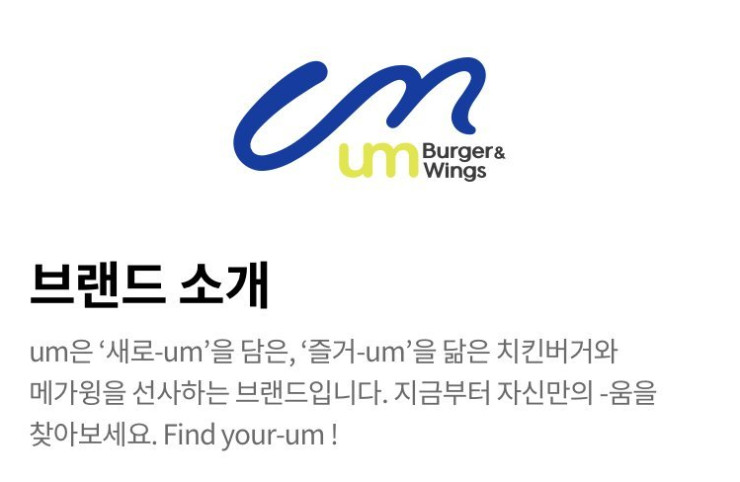 um Burger&
Wings
브랜드 소개
um은 ‘새로-um’을 담은, ‘즐거-um’을 닮은 치킨버거와
메가윙을 선사하는 브랜드입니다. 지금부터 자신만의 -움을
찾아보세요. Find your-um !